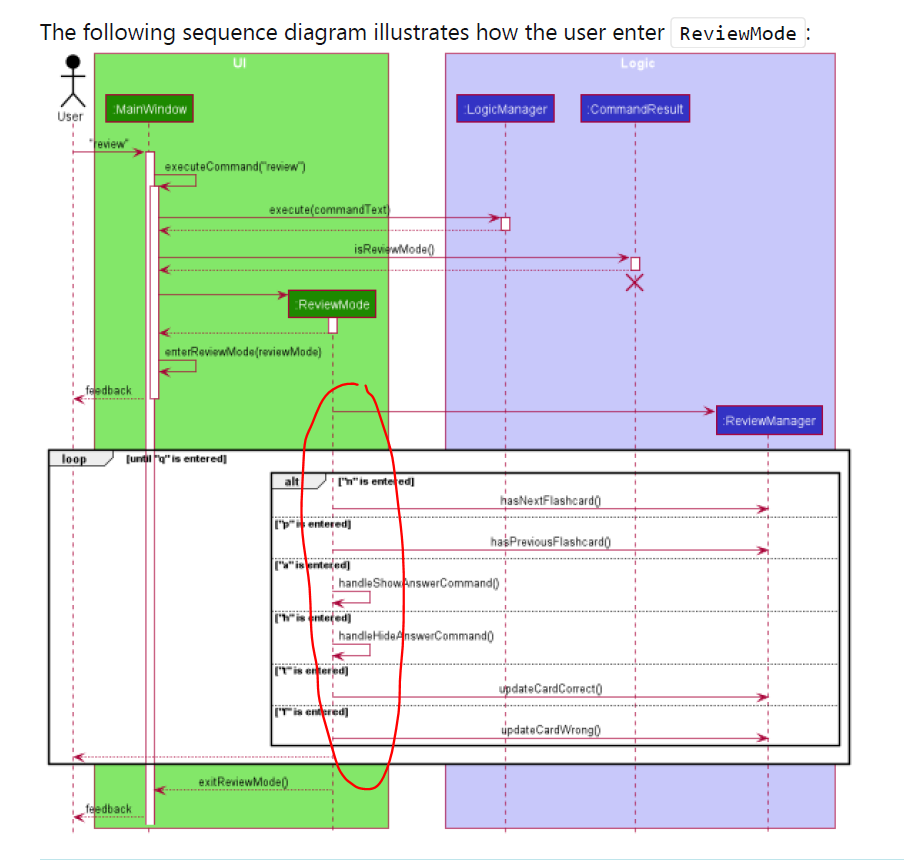 The following sequence diagram illustrates how the user enter ReviewMode:
UI
Logic
User
:MainWindow
:LogicManager
:CommandResult
"review"
executeCommand("review")
execute(commandText)
isReviewMode()
:ReviewMode
enterReviewMode(reviewMode)
feedback
:ReviewManager
loop
[until "q" is entered]
alt
["n" is entered]
hasNextFlashcard()
["p" is entered]
hasPreviousFlashcard()
["a" is entered]
handleShowAnswerCommand()
["h" is entered]
handleHideAnswerCommand()
["t" is entered]
updateCardCorrect()
["f" is entered]
updateCardWrong()
exitReviewMode()
feedback